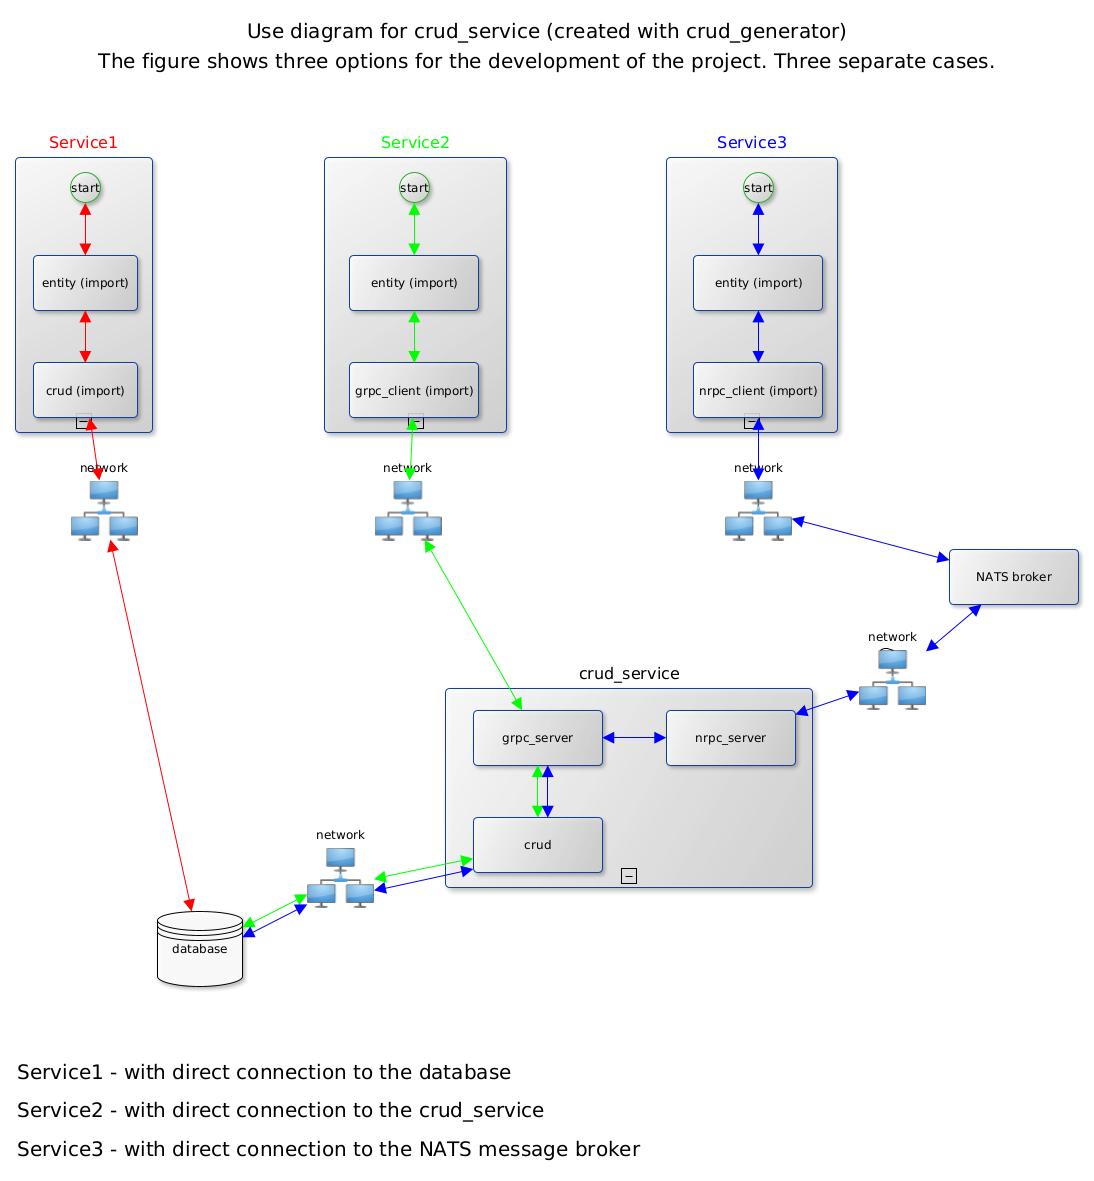 Use diagram for crud_service (created with crud_generator)
The figure shows three options for the development of the project. Three separate cases.
Service1
Service2
Service3
start
start
start
entity (import)
entity (import)
entity (import)
crud (import)
grpc_client (import)
nrpc_client (import)
network
network
network
NATS broker
network
crud_service
grpc_server
nrpc_server
network
crud
database
Service1 - with direct connection to the database
Service2 - with direct connection to the crud_service
Service3 - with direct connection to the NATS message broker